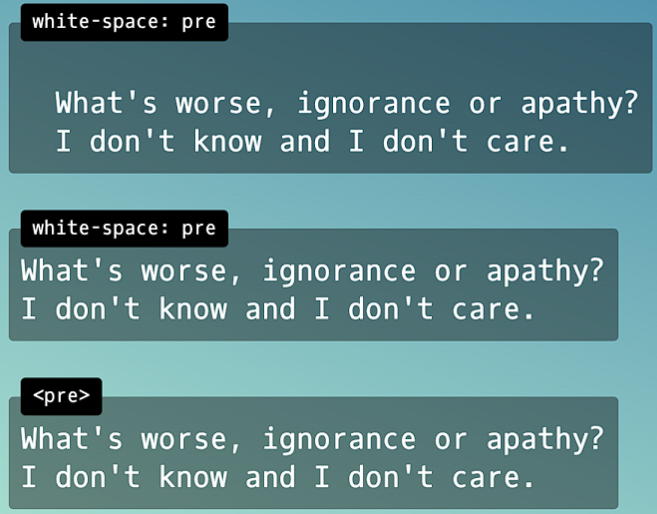 white-space: pre
What's worse, ignorance or apathy?
I don't know and I don't care.
white-space: pre
What's worse, ignorance or apathy?
I don't know and I don't care.
<pre>
What's worse, ignorance or apathy?
I don't know and I don't care.